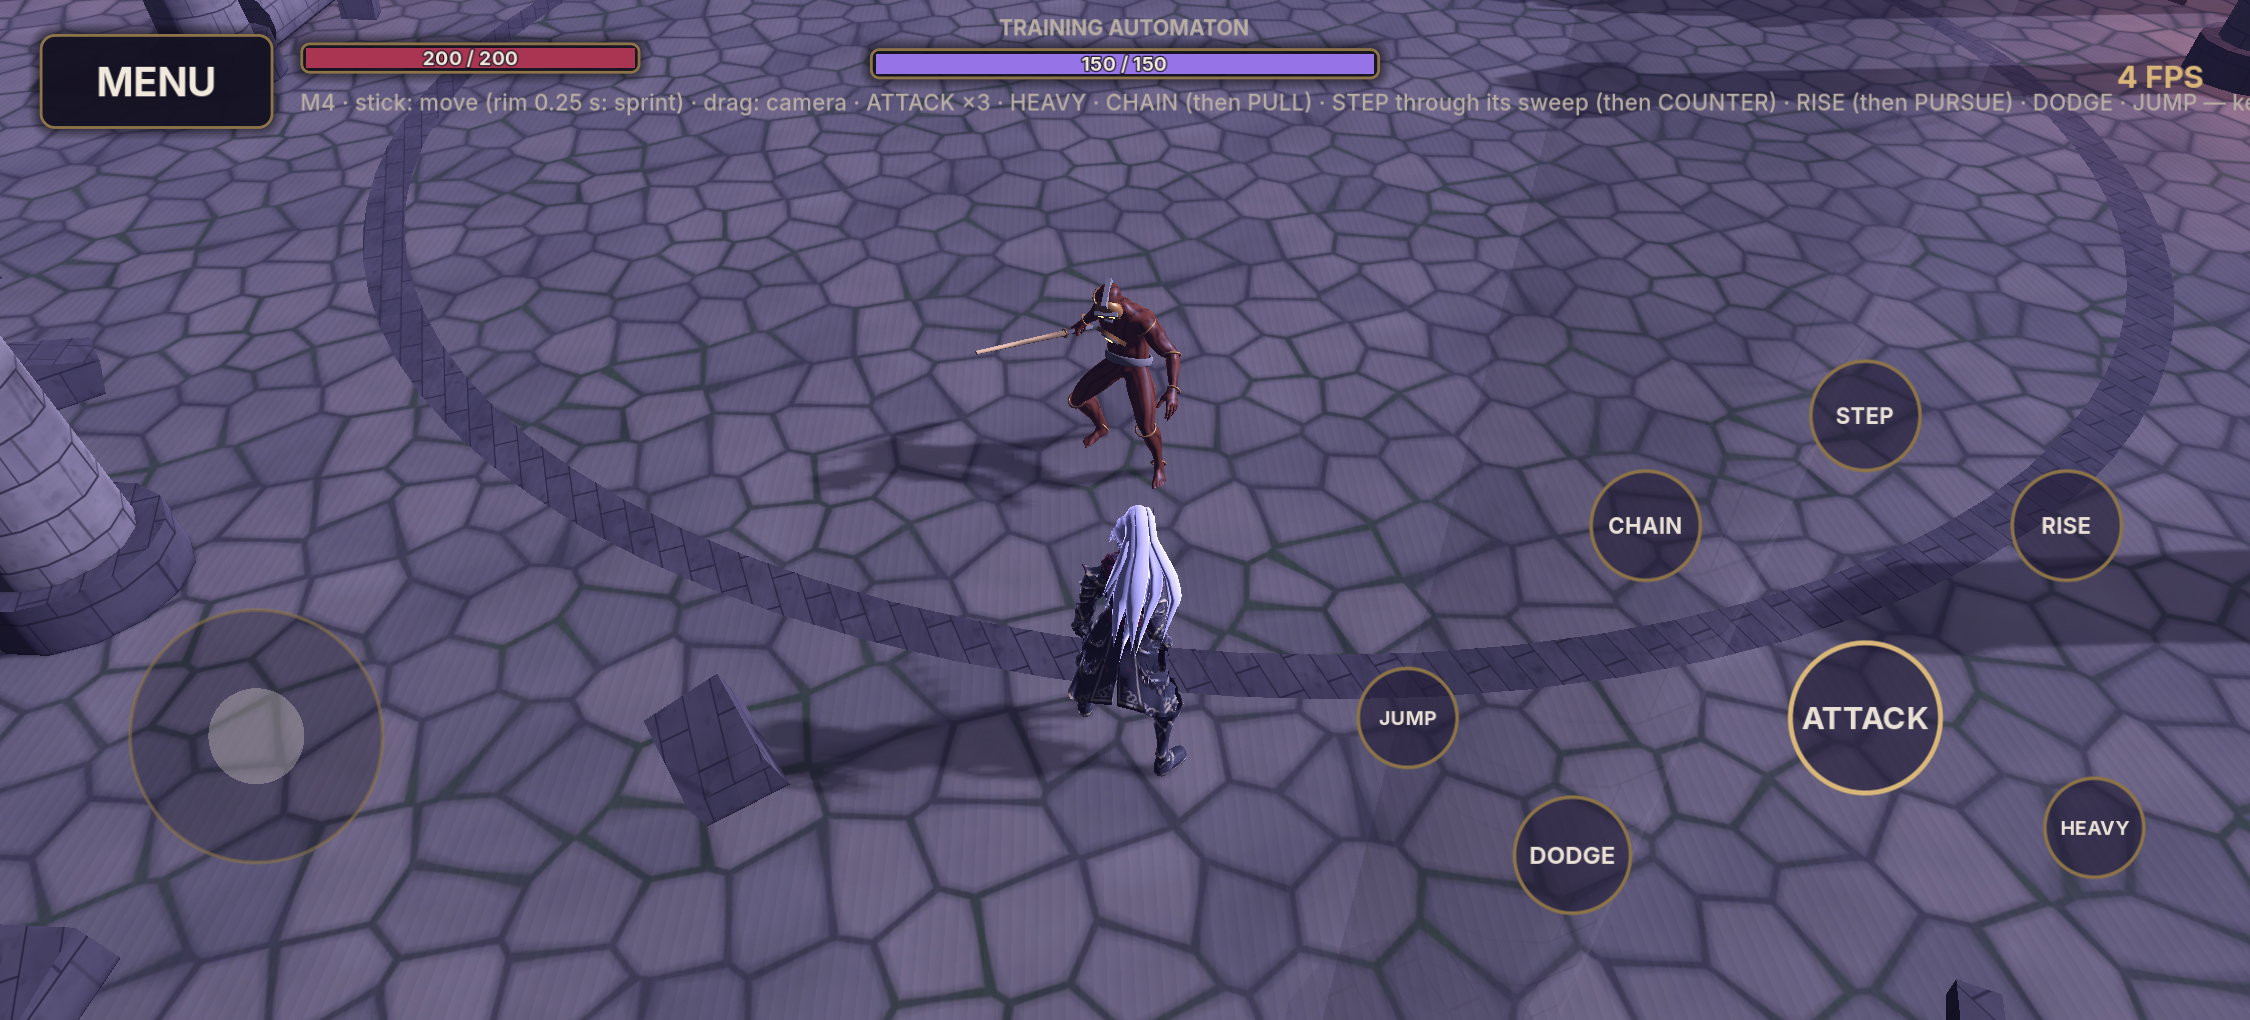 TRAINING AUTOMATON
MENU
200 / 200
150 / 150
4 FPS
M4 · stick: move (rim 0.25 s: sprint) · drag: camera · ATTACK ×3 · HEAVY · CHAIN (then PULL) · STEP through its sweep (then COUNTER) · RISE (then PURSUE) · DODGE · JUMP — ke
STEP
CHAIN
RISE
JUMP
ATTACK
HEAVY
DODGE